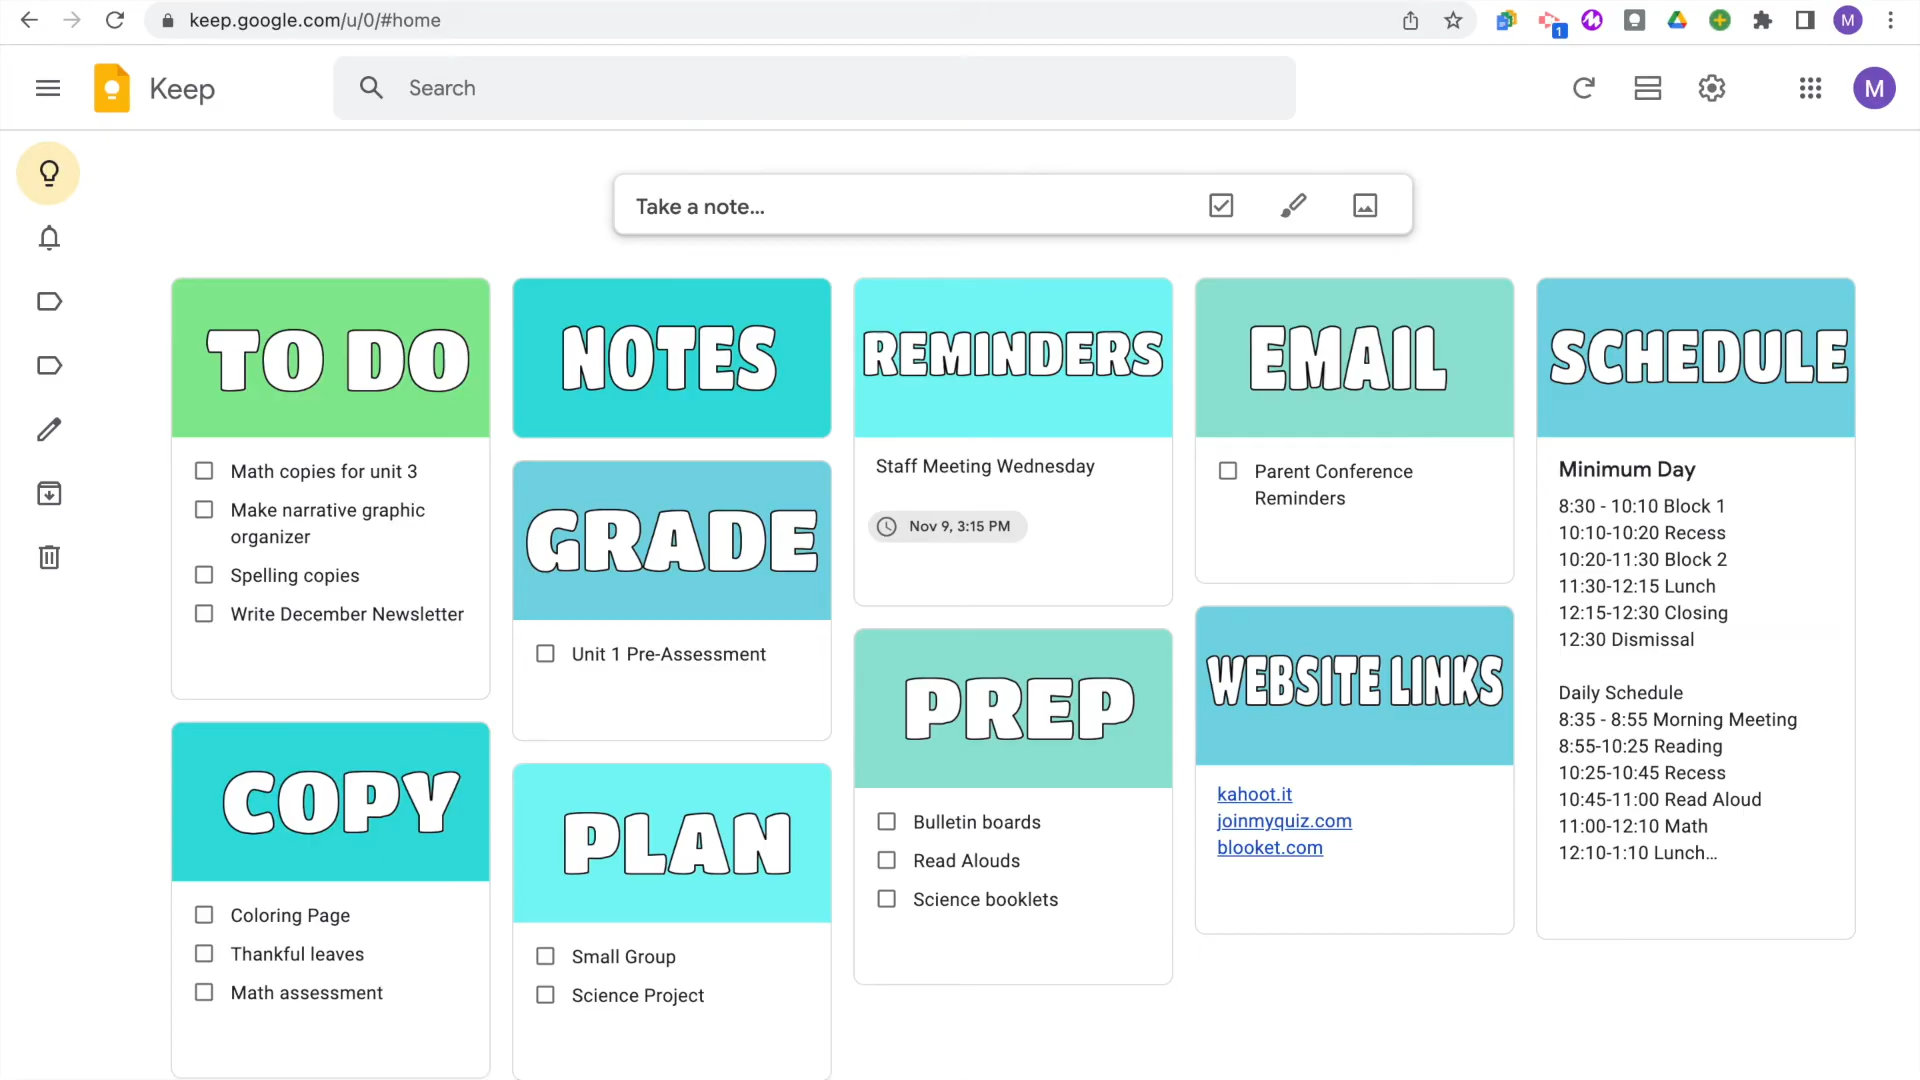 keep.google.com/u/0/#home
1
M
Keep
Search
M
Take a note...
TO DO
Math copies for unit 3
Make narrative graphic
organizer
Spelling copies
Write December Newsletter
COPY
Coloring Page
Thankful leaves
Math assessment
NOTES
GRADE
Unit 1 Pre-Assessment
PLAN
Small Group
Science Project
REMINDERS
Staff Meeting Wednesday
Nov 9, 3:15 PM
PREP
Bulletin boards
Read Alouds
Science booklets
EMAIL
Parent Conference
Reminders
WEBSITE LINKS
kahoot.it
joinmyquiz.com
blooket.com
SCHEDULE
Minimum Day
8:30 - 10:10 Block 1
10:10-10:20 Recess
10:20-11:30 Block 2
11:30-12:15 Lunch
12:15-12:30 Closing
12:30 Dismissal
Daily Schedule
8:35 - 8:55 Morning Meeting
8:55-10:25 Reading
10:25-10:45 Recess
10:45-11:00 Read Aloud
11:00-12:10 Math
12:10-1:10 Lunch...